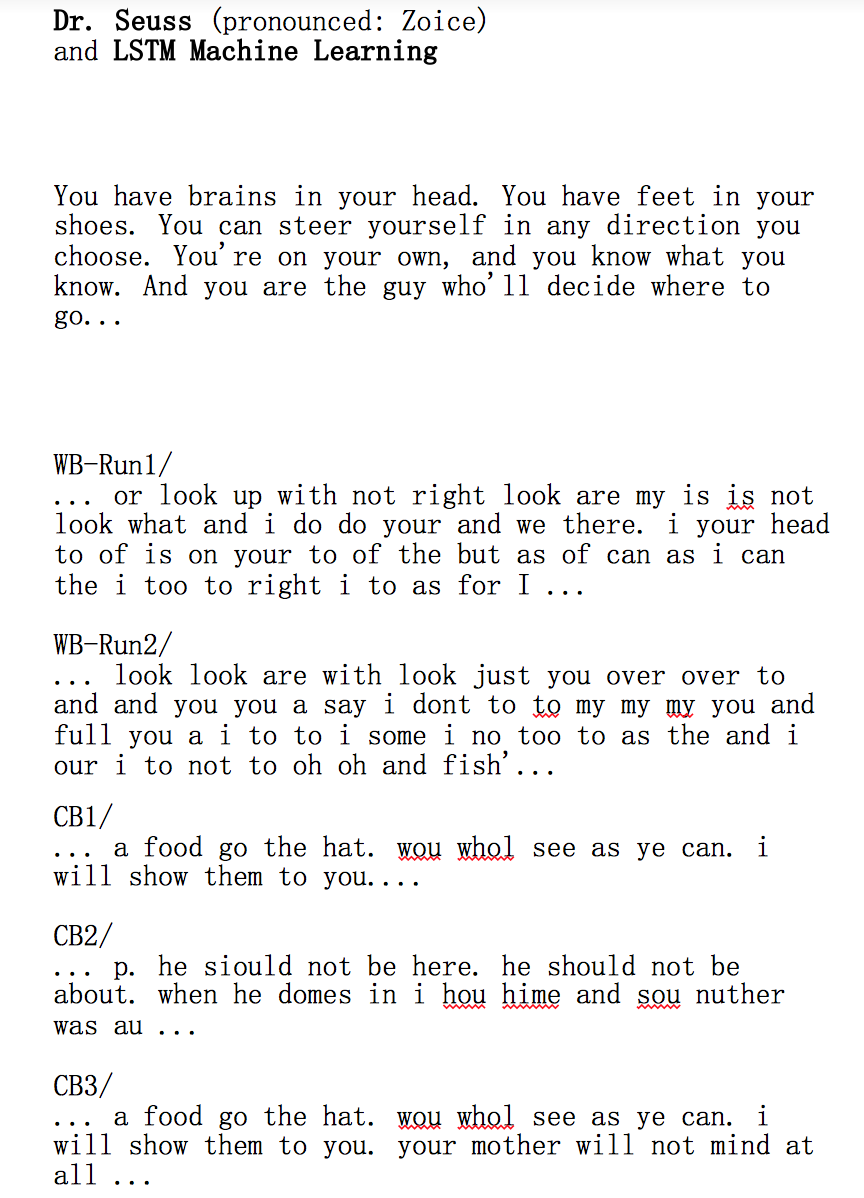 Dr. Seuss (pronounced: Zoice)
and LSTM Machine Learning
You have brains in your head. You have feet in your
shoes. You can steer yourself in any direction you
choose. You're on your own, and you know what you
know. And you are the guy who'll decide where to
go...
WB-Run1/
... or look up with not right look are my is is not
look what and i do do your and we there. i your head
to of is on your to of the but as of can as i can
the i too to right i to as for I ...
WB-Run2/
... look look are with look just you over over to
and and you you a say i dont to to my my my you and
full you a i to to i some i no too to as the and i
our i to not to oh oh and fish'...
CB1/
... a food go the hat. wou whol see as ye can. i
will show them to you....
CB2/
... p. he siould not be here. he should not be
about. when he domes in i hou hime and sou nuther
was au ...
CB3/
... a food go the hat. wou whol see as ye can. i
will show them to you. your mother will not mind at
all ...